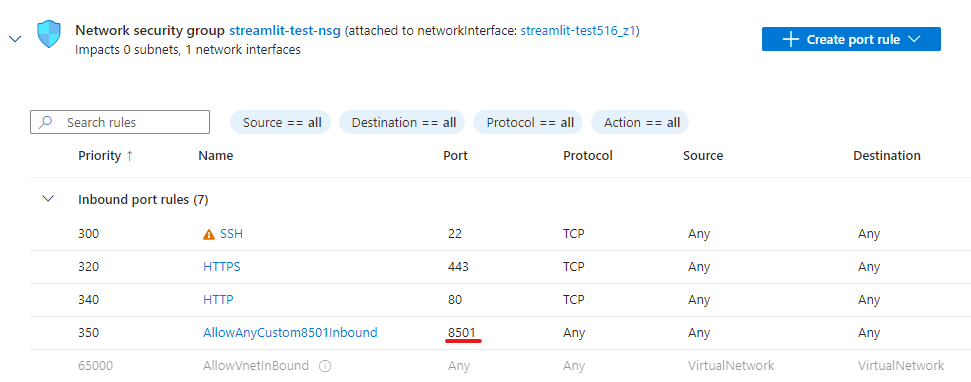 Network security group streamlit-test-nsg (attached to networkInterface: streamlit-test516_z1)
Impacts 0 subnets, 1 network interfaces
Create port rule
Search rules
Source == all
Destination == all
Protocol == all
Action == all
Priority ↑ Name Port Protocol Source Destination
Inbound port rules (7)
300 SSH 22 TCP Any Any
320 HTTPS 443 TCP Any Any
340 HTTP 80 TCP Any Any
350 AllowAnyCustom8501Inbound 8501 Any Any Any
65000 AllowVnetInBound Any Any VirtualNetwork VirtualNetwork